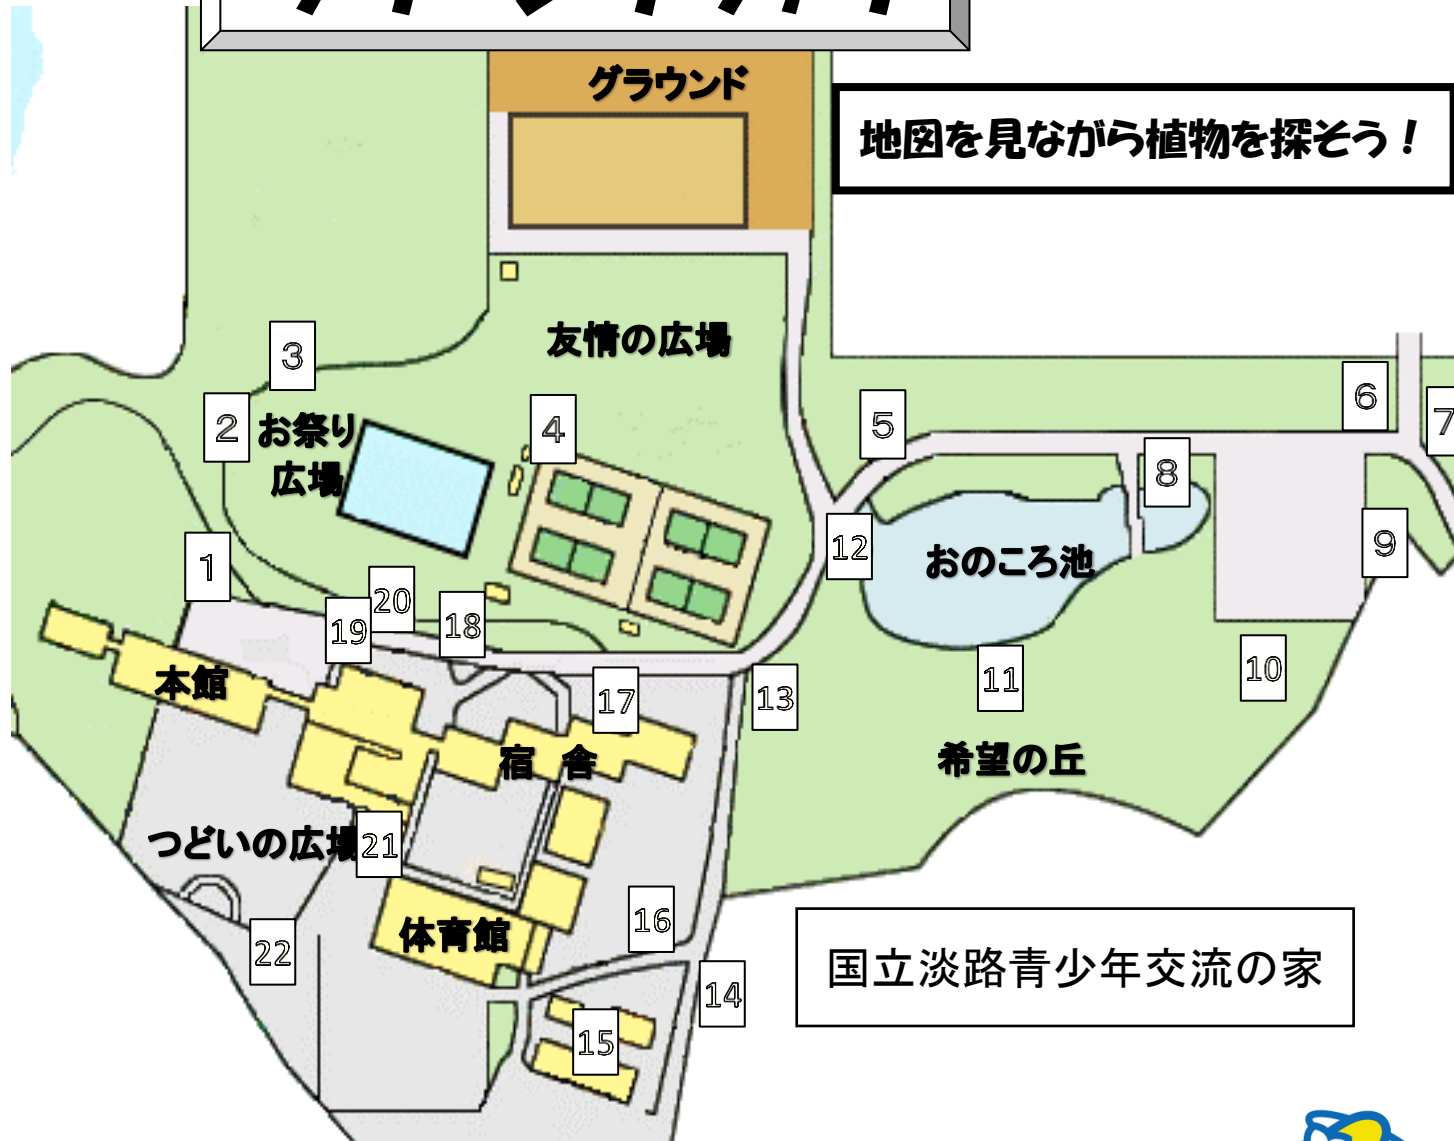 グラウンド
地図を見ながら植物を探そう！
友情の広場
3
6
2
お祭り
広場
4
5
7
8
1
12
おのころ池
9
20
19
18
本館
17
13
11
10
宿 舎
希望の丘
つどいの広場
21
16
体育館
22
国立淡路青少年交流の家
14
15